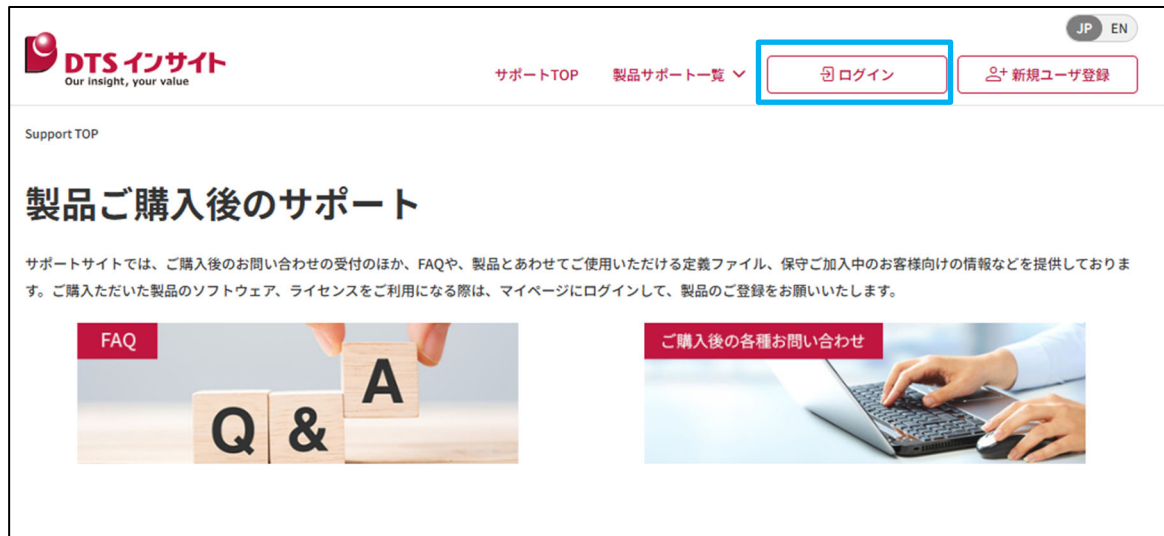 JP EN
DTS インサイト
Our insight, your value
サポートTOP 製品サポート一覧 ログイン 新規ユーザ登録
Support TOP
製品ご購入後のサポート
サポートサイトでは、ご購入後のお問い合わせの受付のほか、FAQや、製品とあわせてご使用いただける定義ファイル、保守ご加入中のお客様向けの情報などを提供しておりま
す。ご購入いただいた製品のソフトウェア、ライセンスをご利用になる際は、マイページにログインして、製品のご登録をお願いいたします。
FAQ
Q & A
ご購入後の各種お問い合わせ